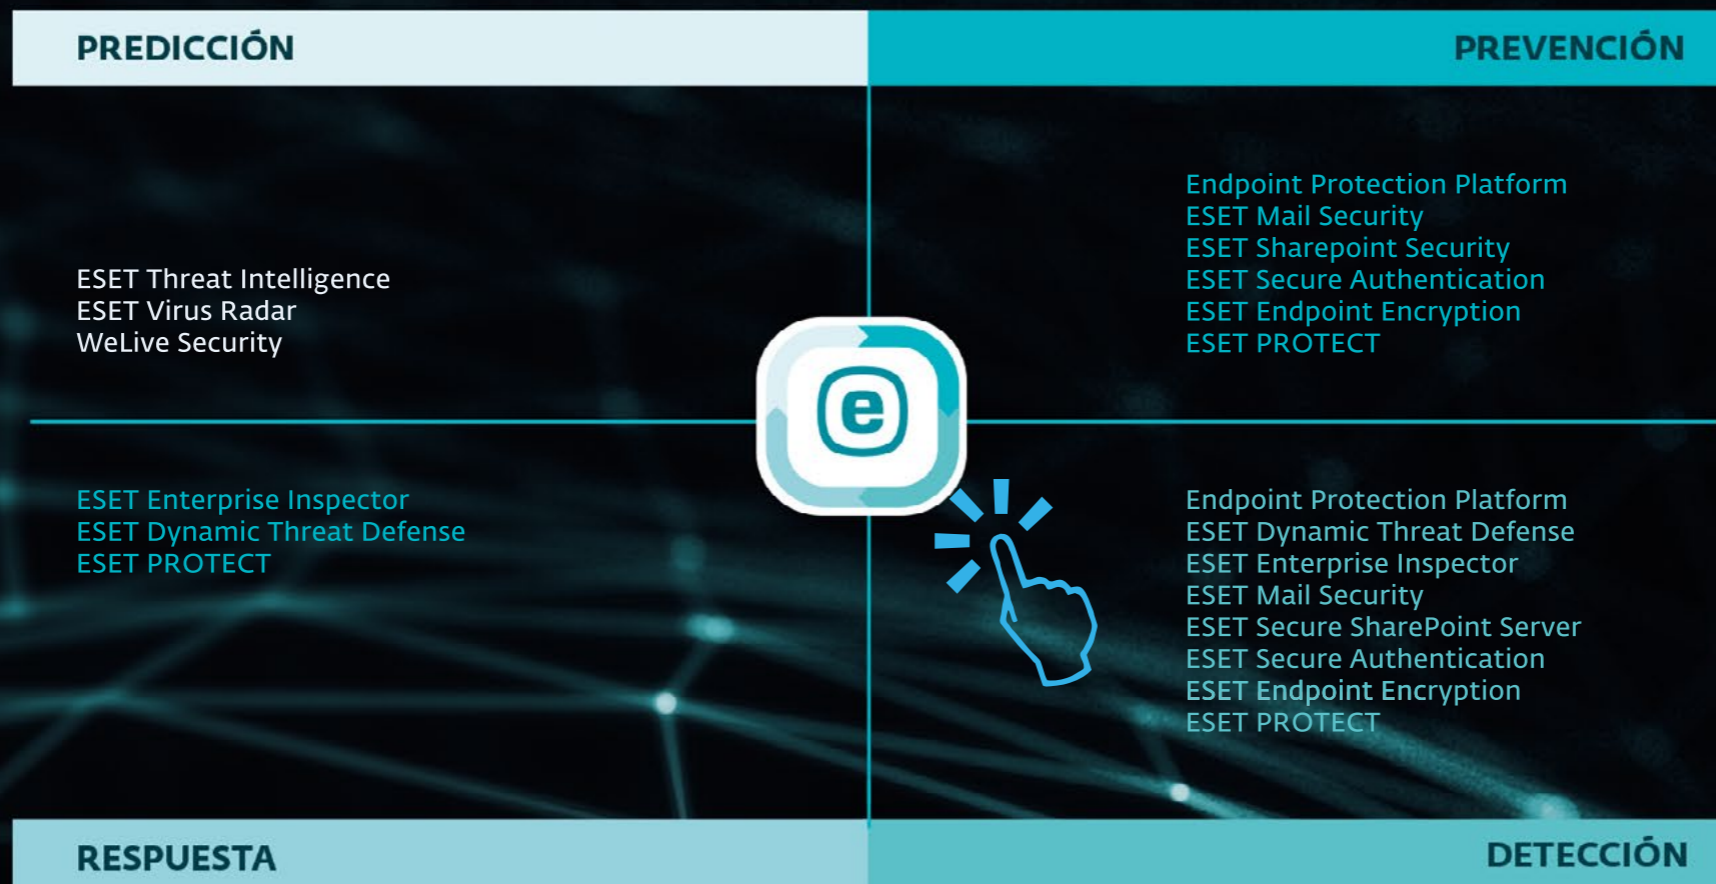 PREDICCIÓN
PREVENCIÓN
ESET Threat Intelligence
ESET Virus Radar
WeLive Security
Endpoint Protection Platform
ESET Mail Security
ESET Sharepoint Security
ESET Secure Authentication
ESET Endpoint Encryption
ESET PROTECT
e
ESET Enterprise Inspector
ESET Dynamic Threat Defense
ESET PROTECT
Endpoint Protection Platform
ESET Dynamic Threat Defense
ESET Enterprise Inspector
ESET Mail Security
ESET Secure SharePoint Server
ESET Secure Authentication
ESET Endpoint Encryption
ESET PROTECT
RESPUESTA
DETECCIÓN